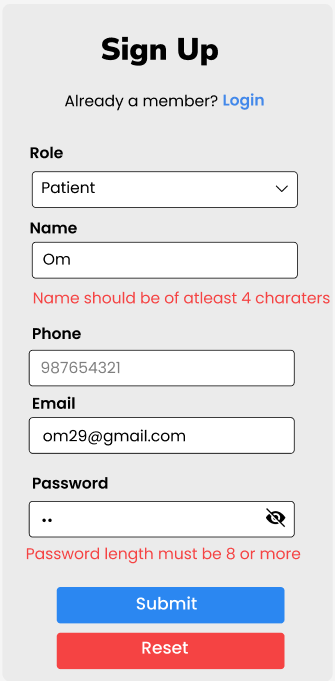 Sign Up
Already a member? Login
Role
Patient
Name
Om
Name should be of atleast 4 charaters
Phone
987654321
Email
om29@gmail.com
Password
••
Password length must be 8 or more
Submit
Reset